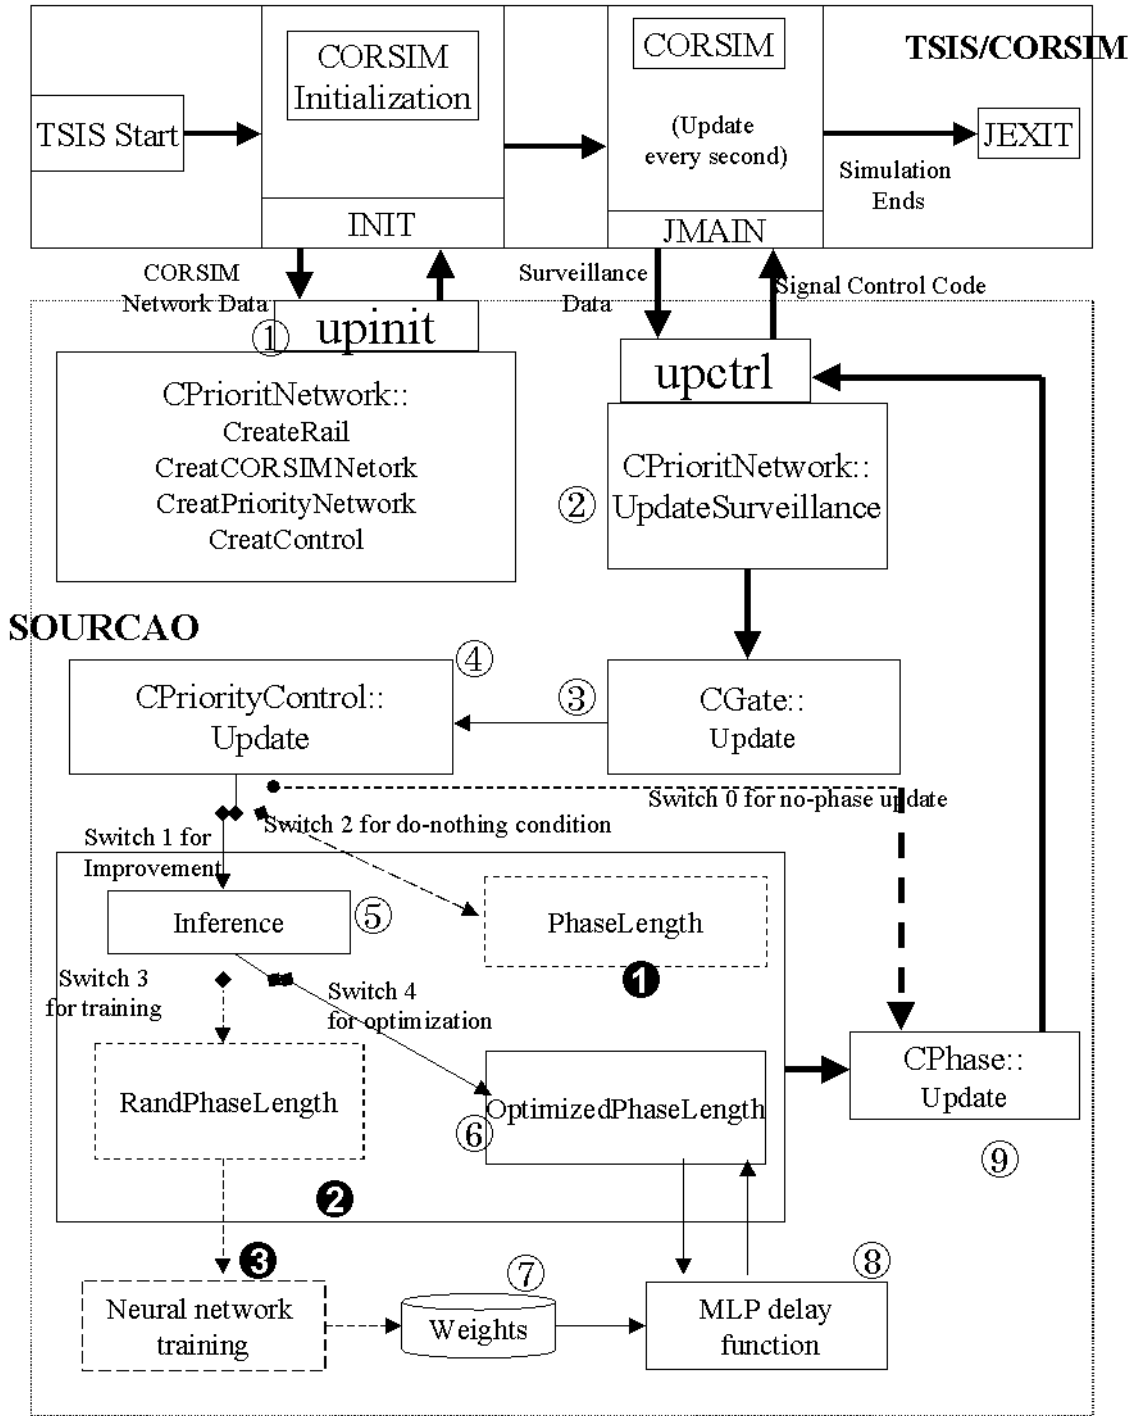 TSIS/CORSIM
CORSIM
Initialization
CORSIM
TSIS Start
(Update
every second)
JEXIT
Simulation
Ends
INIT
JMAIN
CORSIM
Network Data
Surveillance
Data
Signal Control Code
①
upinit
upctrl
CPrioritNetwork::
CreateRail
CreatCORSIMNetork
CreatPriorityNetwork
CreatControl
CPrioritNetwork::
UpdateSurveillance
②
SOURCAO
④
CPriorityControl::
Update
③
CGate::
Update
Switch 0 for no-phase update
Switch 2 for do-nothing condition
Switch 1 for
Improvement
Inference
⑤
PhaseLength
❶
Switch 3
for training
Switch 4
for optimization
RandPhaseLength
OptimizedPhaseLength
⑥
CPhase::
Update
⑨
❷
❸
⑦
⑧
Neural network
training
Weights
MLP delay
function